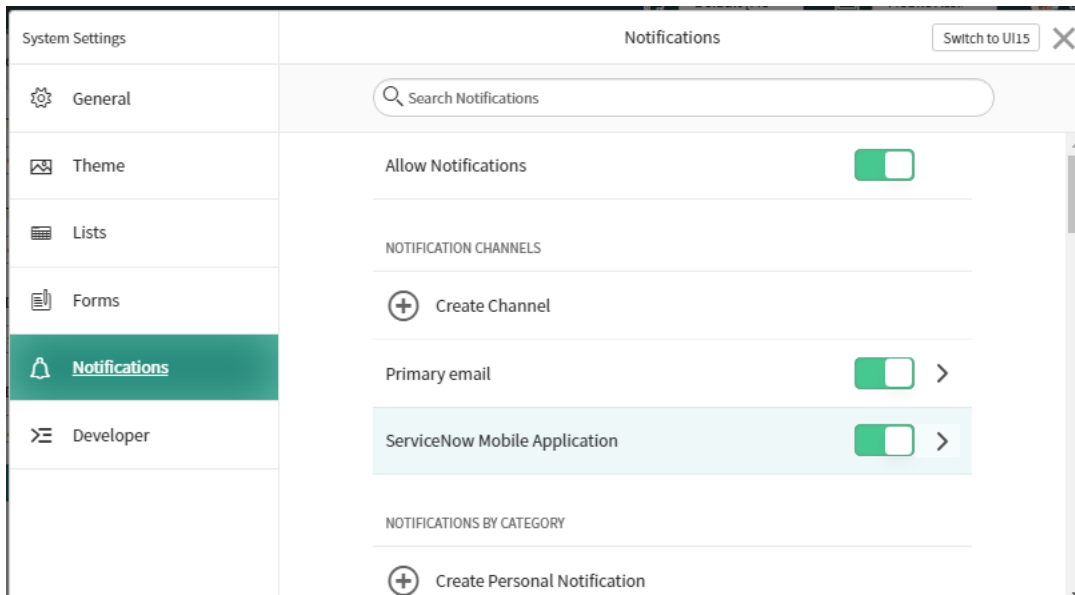 System Settings
Notifications
Switch to UI15
General
Search Notifications
Theme
Allow Notifications
Lists
NOTIFICATION CHANNELS
Forms
Create Channel
Notifications
Primary email
Developer
ServiceNow Mobile Application
NOTIFICATIONS BY CATEGORY
Create Personal Notification